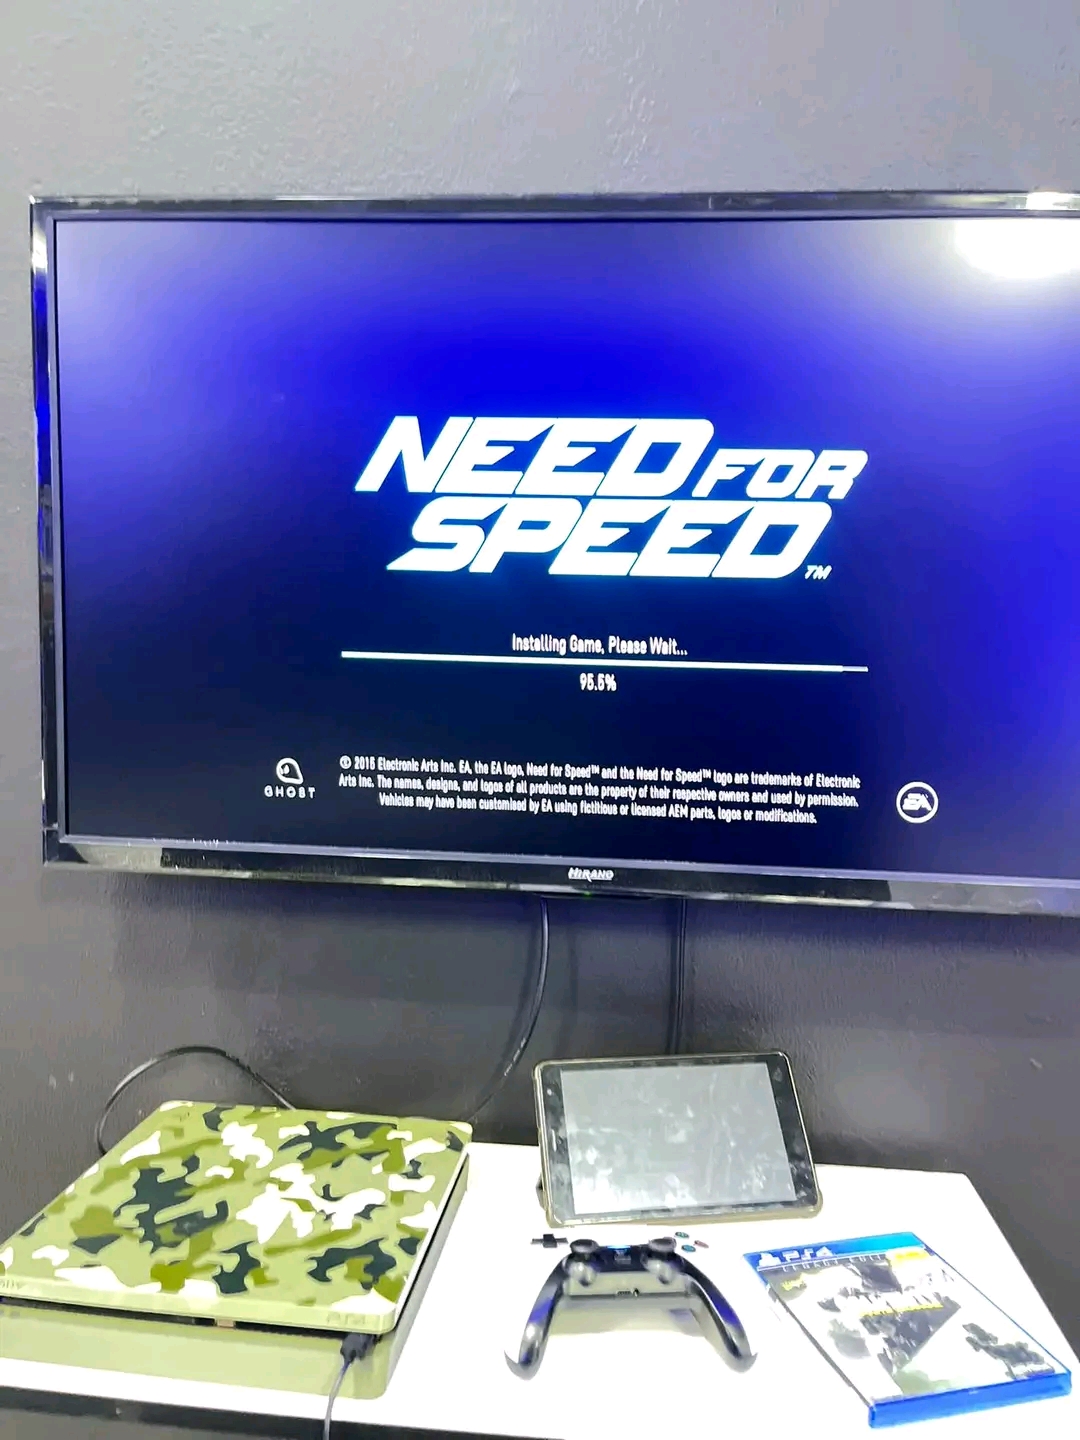 NEED FOR
SPEED™
Installing Game, Please Wait...
95.5%
GHOST
© 2015 Electronic Arts Inc. EA, the EA logo, Need for Speed™ and the Need for Speed™ logo are trademarks of Electronic
Arts Inc. The names, designs, and logos of all products are the property of their respective owners and used by permission.
Vehicles may have been customised by EA using fictitious or licensed AEM parts, logos or modifications.
EA
HIRANO
PS4
PS4